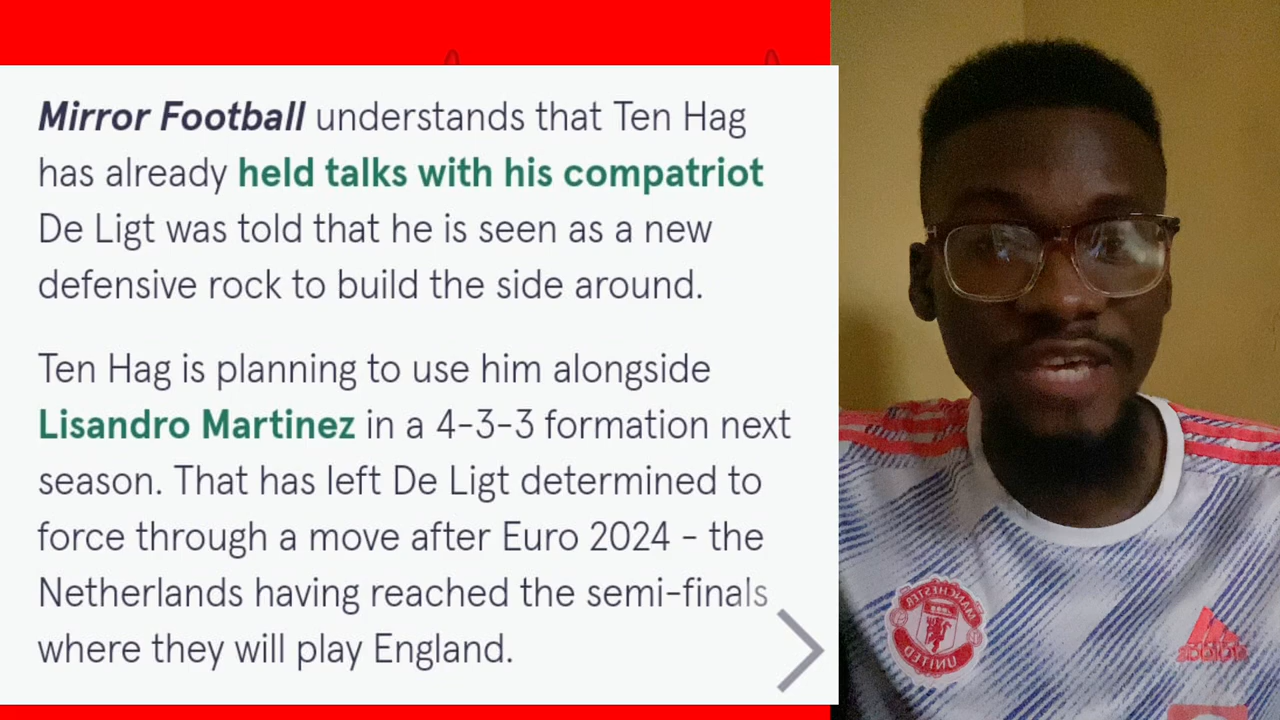 Mirror Football understands that Ten Hag
has already held talks with his compatriot
De Ligt was told that he is seen as a new
defensive rock to build the side around.
Ten Hag is planning to use him alongside
Lisandro Martinez in a 4-3-3 formation next
season. That has left De Ligt determined to
force through a move after Euro 2024 - the
Netherlands having reached the semi-finals
where they will play England.
MANCHESTER
UNITED
adidas